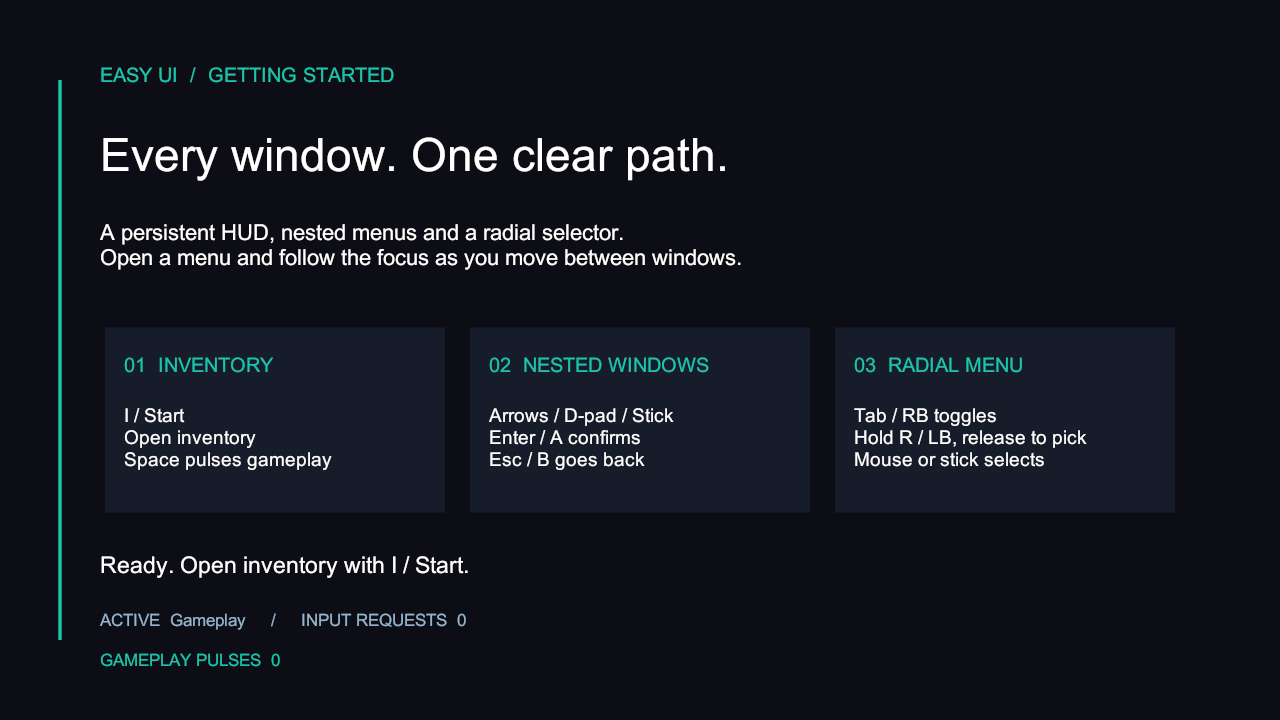 EASY UI / GETTING STARTED
Every window. One clear path.
A persistent HUD, nested menus and a radial selector.
Open a menu and follow the focus as you move between windows.
01 INVENTORY
I / Start
Open inventory
Space pulses gameplay
02 NESTED WINDOWS
Arrows / D-pad / Stick
Enter / A confirms
Esc / B goes back
03 RADIAL MENU
Tab / RB toggles
Hold R / LB, release to pick
Mouse or stick selects
Ready. Open inventory with I / Start.
ACTIVE Gameplay / INPUT REQUESTS 0
GAMEPLAY PULSES 0